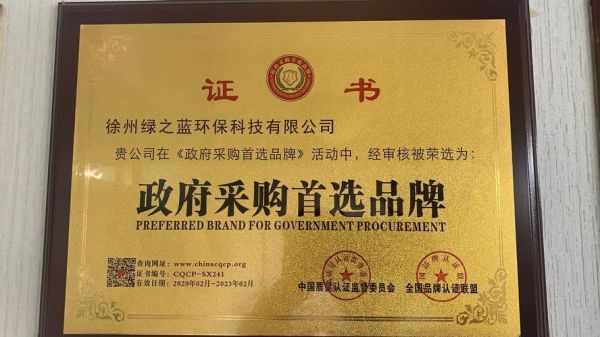 证 书
徐州绿之蓝环保科技有限公司
贵公司在《政府采购首选品牌》活动中,经审核被荣选为:
政府采购首选品牌
PREFERRED BRAND FOR GOVERNMENT PROCUREMENT
查询网址:www.chinacqcp.org
证书编号:CQCP-SX241
有效日期:2020年02月-2023年02月
中国质量认证监督委员会 全国品牌认证联盟